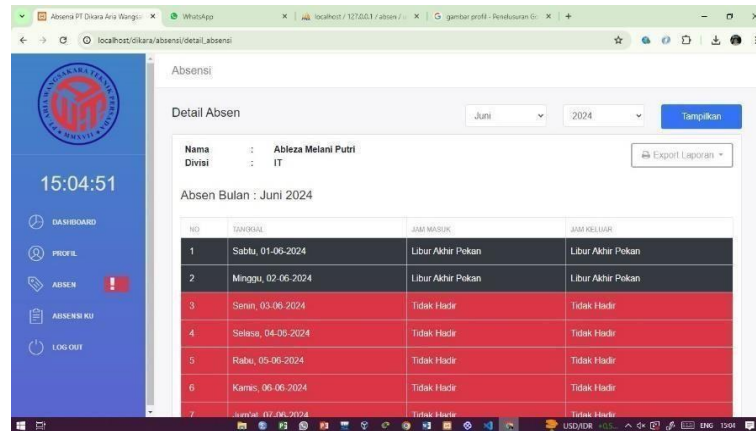 Absensi PT Dikara Aria Wangsa
WhatsApp
localhost / 127.0.0.1 / absen /
gambar profil - Penelusuran Go
localhost/dikara/absensi/detail_absensi
Absensi
Detail Absen
Juni
2024
Tampilkan
Nama : Ableza Melani Putri
Divisi : IT
Export Laporan
15:04:51
Absen Bulan : Juni 2024
DASHBOARD
PROFIL
ABSEN !
ABSENSI KU
LOG OUT
NO TANGGAL JAM MASUK JAM KELUAR
1 Sabtu, 01-06-2024 Libur Akhir Pekan Libur Akhir Pekan
2 Minggu, 02-06-2024 Libur Akhir Pekan Libur Akhir Pekan
3 Senin, 03-06-2024 Tidak Hadir Tidak Hadir
4 Selasa, 04-06-2024 Tidak Hadir Tidak Hadir
5 Rabu, 05-06-2024 Tidak Hadir Tidak Hadir
6 Kamis, 06-06-2024 Tidak Hadir Tidak Hadir
7 Jum'at, 07-06-2024 Tidak Hadir Tidak Hadir
USD/IDR
ENG 15:04